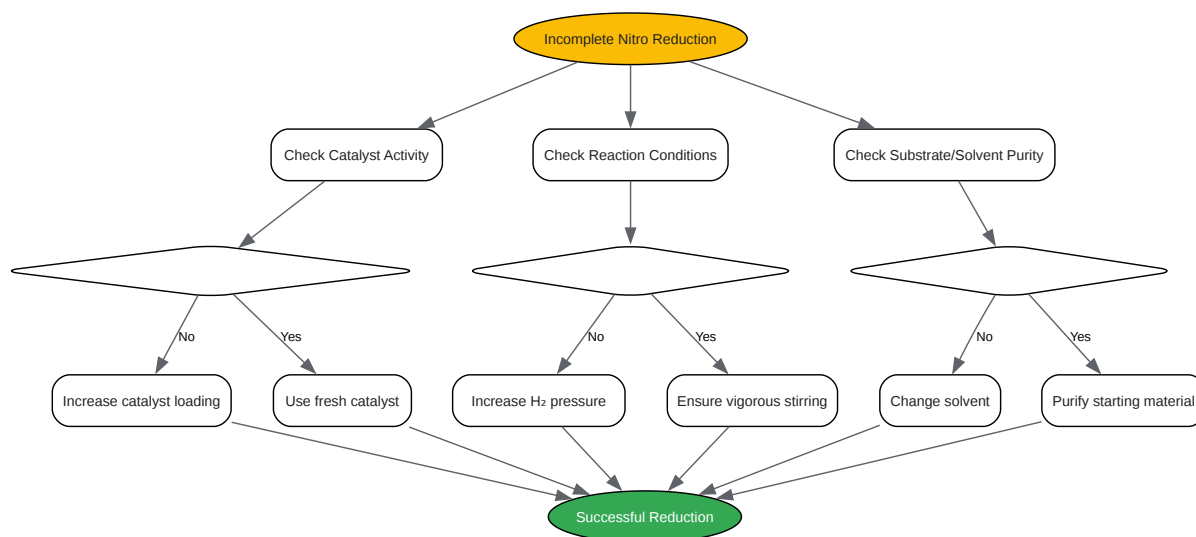 Incomplete Nitro Reduction
Check Catalyst Activity
Check Reaction Conditions
Check Substrate/Solvent Purity
No
Yes
No
Yes
No
Yes
Increase catalyst loading
Use fresh catalyst
Increase H₂ pressure
Ensure vigorous stirring
Change solvent
Purify starting material
Successful Reduction